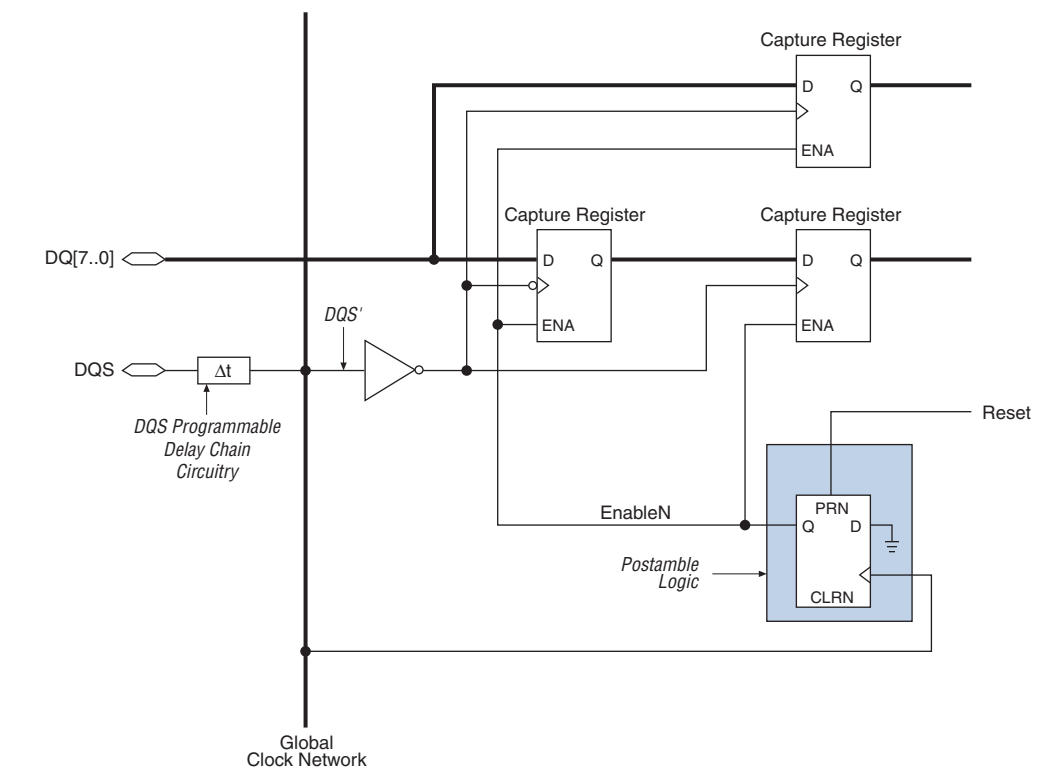 Capture Register
D Q
ENA
Capture Register
Capture Register
DQ[7..0]
D Q
D Q
ENA
ENA
DQS'
DQS
Δt
DQS Programmable
Delay Chain
Circuitry
Reset
PRN
EnableN
Q D
Postamble
Logic
CLRN
Global
Clock Network